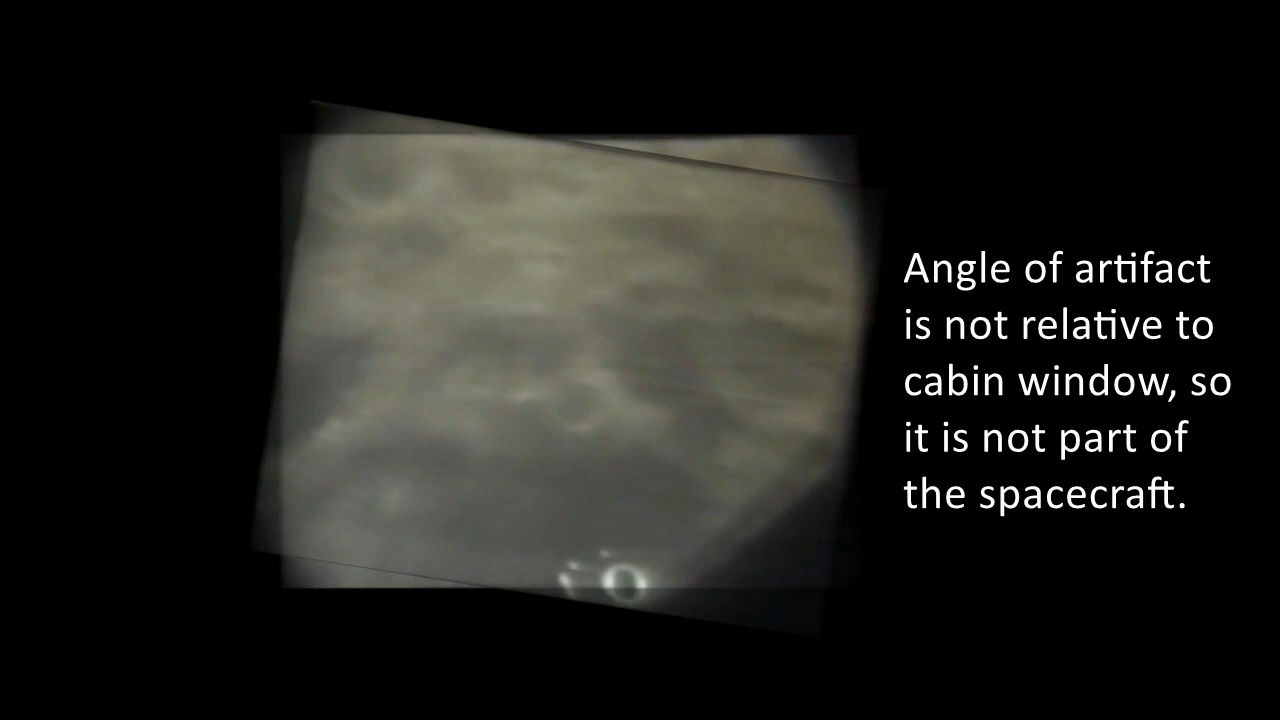 Angle of artifact
is not relative to
cabin window, so
it is not part of
the spacecraft.